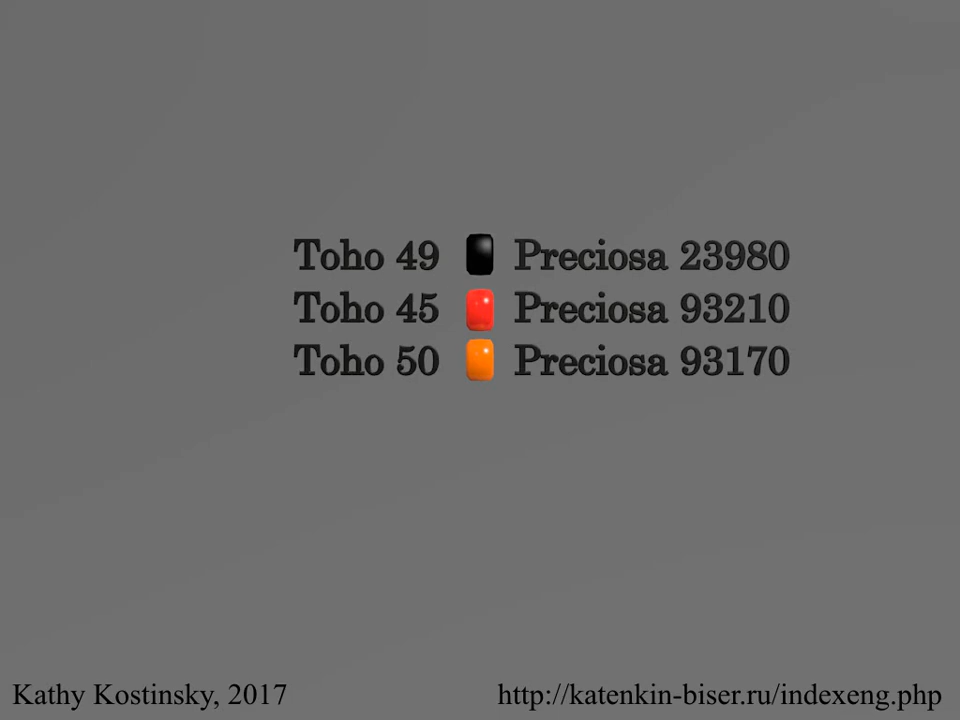 Toho 49 Preciosa 23980
Toho 45 Preciosa 93210
Toho 50 Preciosa 93170
Kathy Kostinsky, 2017 http://katenkin-biser.ru/indexeng.php